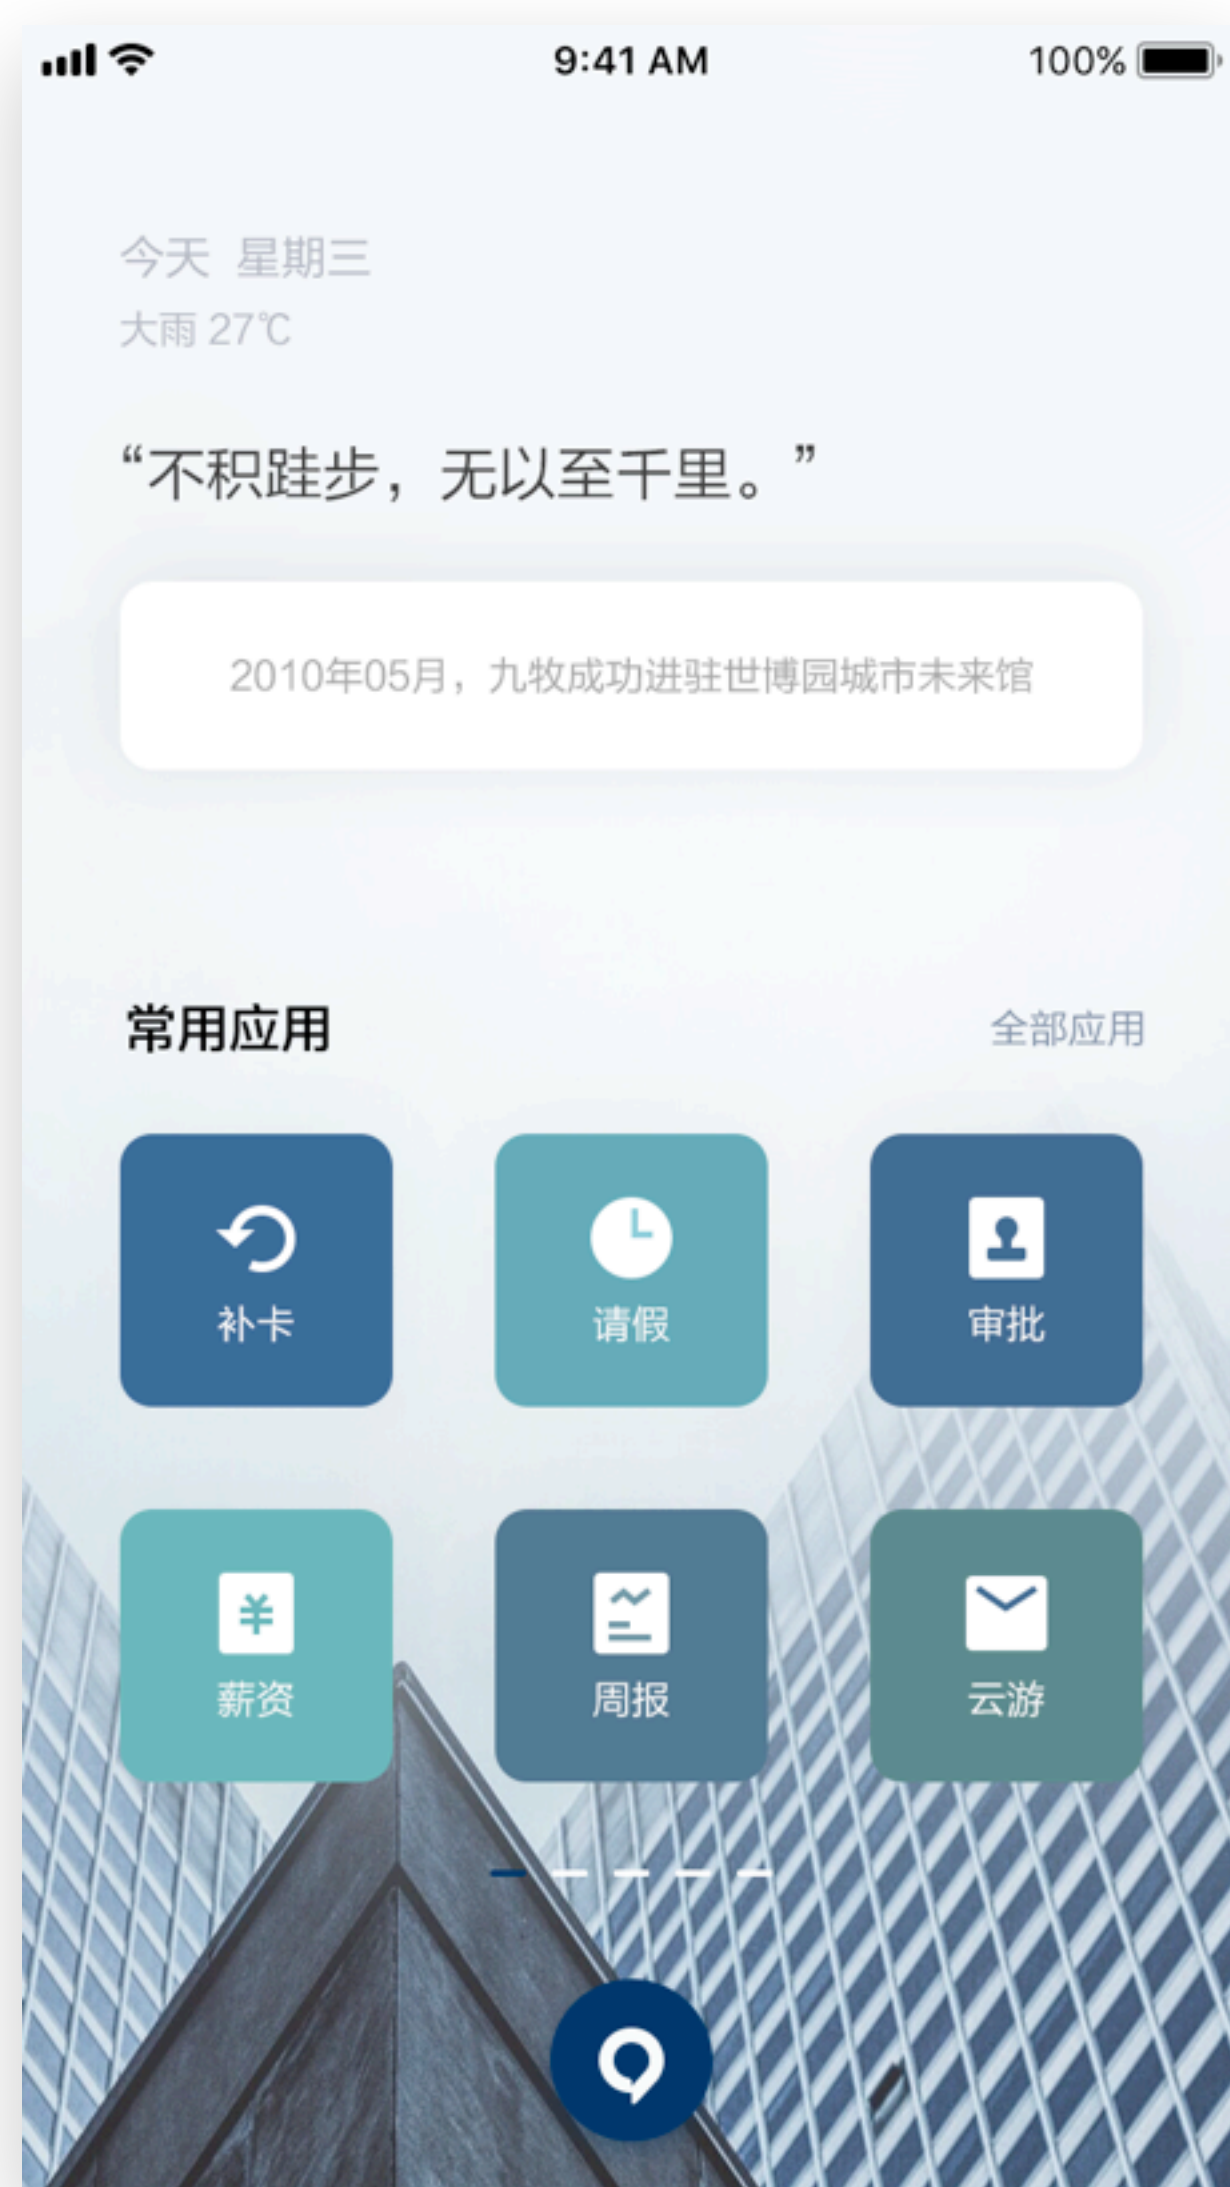 9:41 AM 100%
今天 星期三
大雨 27℃
“不积跬步，无以至千里。”
2010年05月，九牧成功进驻世博园城市未来馆
常用应用 全部应用
补卡 请假 审批
薪资 周报 云游